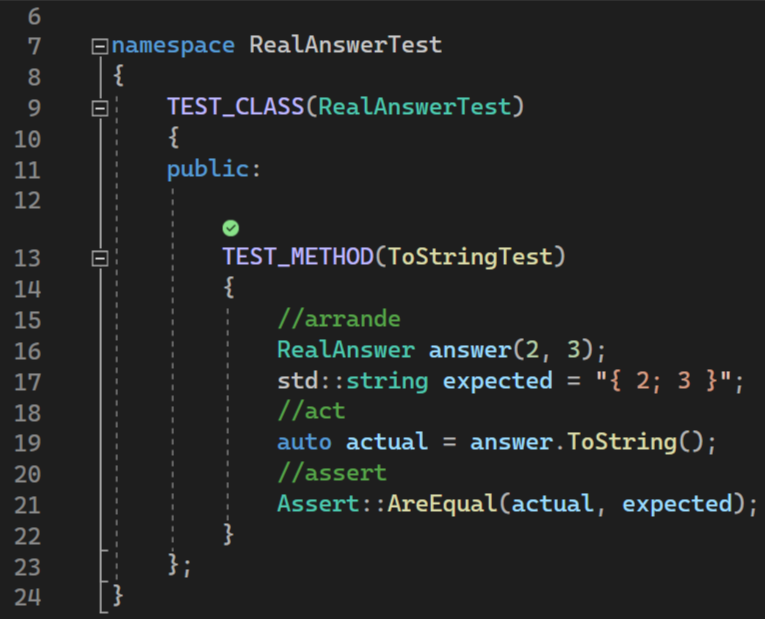 6
7 namespace RealAnswerTest
8 {
9 TEST_CLASS(RealAnswerTest)
10 {
11 public:
12
13 TEST_METHOD(ToStringTest)
14 {
15 //arrande
16 RealAnswer answer(2, 3);
17 std::string expected = "{ 2; 3 }";
18 //act
19 auto actual = answer.ToString();
20 //assert
21 Assert::AreEqual(actual, expected);
22 }
23 };
24 }